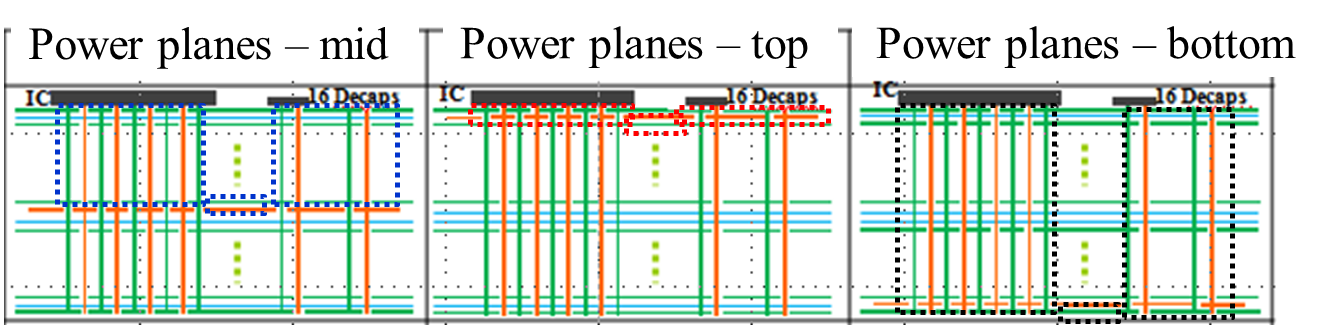 Power planes – mid
Power planes – top
Power planes – bottom
IC
16 Decaps
IC
16 Decaps
IC
16 Decaps